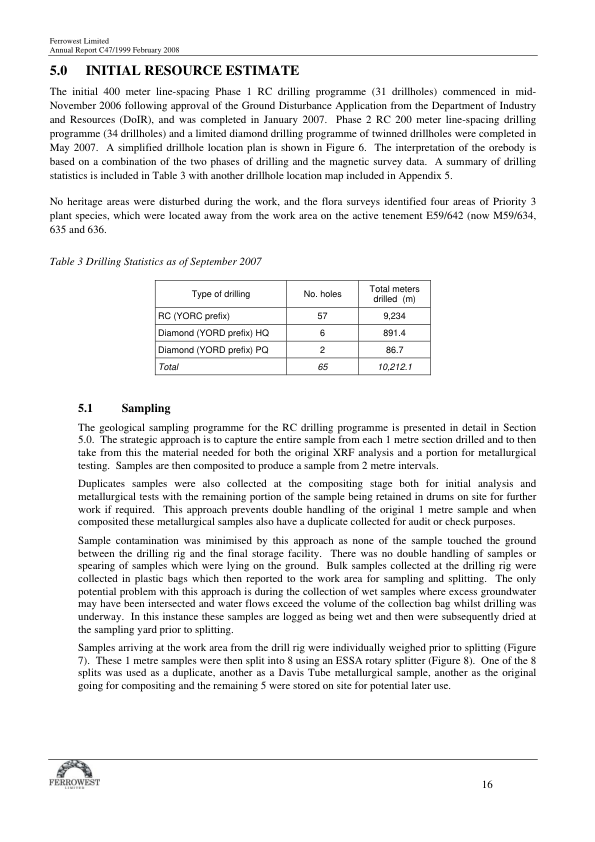 Ferrowest Limited
Annual Report C47/1999 February 2008
5.0 INITIAL RESOURCE ESTIMATE
The initial 400 meter line-spacing Phase 1 RC drilling programme (31 drillholes) commenced in mid-
November 2006 following approval of the Ground Disturbance Application from the Department of Industry
and Resources (DoIR), and was completed in January 2007. Phase 2 RC 200 meter line-spacing drilling
programme (34 drillholes) and a limited diamond drilling programme of twinned drillholes were completed in
May 2007. A simplified drillhole location plan is shown in Figure 6. The interpretation of the orebody is
based on a combination of the two phases of drilling and the magnetic survey data. A summary of drilling
statistics is included in Table 3 with another drillhole location map included in Appendix 5.
No heritage areas were disturbed during the work, and the flora surveys identified four areas of Priority 3
plant species, which were located away from the work area on the active tenement E59/642 (now M59/634,
635 and 636.
Table 3 Drilling Statistics as of September 2007
Type of drilling No. holes Total meters
drilled (m)
RC (YORC prefix) 57 9,234
Diamond (YORD prefix) HQ 6 891.4
Diamond (YORD prefix) PQ 2 86.7
Total 65 10,212.1
5.1 Sampling
The geological sampling programme for the RC drilling programme is presented in detail in Section
5.0. The strategic approach is to capture the entire sample from each 1 metre section drilled and to then
take from this the material needed for both the original XRF analysis and a portion for metallurgical
testing. Samples are then composited to produce a sample from 2 metre intervals.
Duplicates samples were also collected at the compositing stage both for initial analysis and
metallurgical tests with the remaining portion of the sample being retained in drums on site for further
work if required. This approach prevents double handling of the original 1 metre sample and when
composited these metallurgical samples also have a duplicate collected for audit or check purposes.
Sample contamination was minimised by this approach as none of the sample touched the ground
between the drilling rig and the final storage facility. There was no double handling of samples or
spearing of samples which were lying on the ground. Bulk samples collected at the drilling rig were
collected in plastic bags which then reported to the work area for sampling and splitting. The only
potential problem with this approach is during the collection of wet samples where excess groundwater
may have been intersected and water flows exceed the volume of the collection bag whilst drilling was
underway. In this instance these samples are logged as being wet and then were subsequently dried at
the sampling yard prior to splitting.
Samples arriving at the work area from the drill rig were individually weighed prior to splitting (Figure
7). These 1 metre samples were then split into 8 using an ESSA rotary splitter (Figure 8). One of the 8
splits was used as a duplicate, another as a Davis Tube metallurgical sample, another as the original
going for compositing and the remaining 5 were stored on site for potential later use.
FERROWEST
LIMITED
16